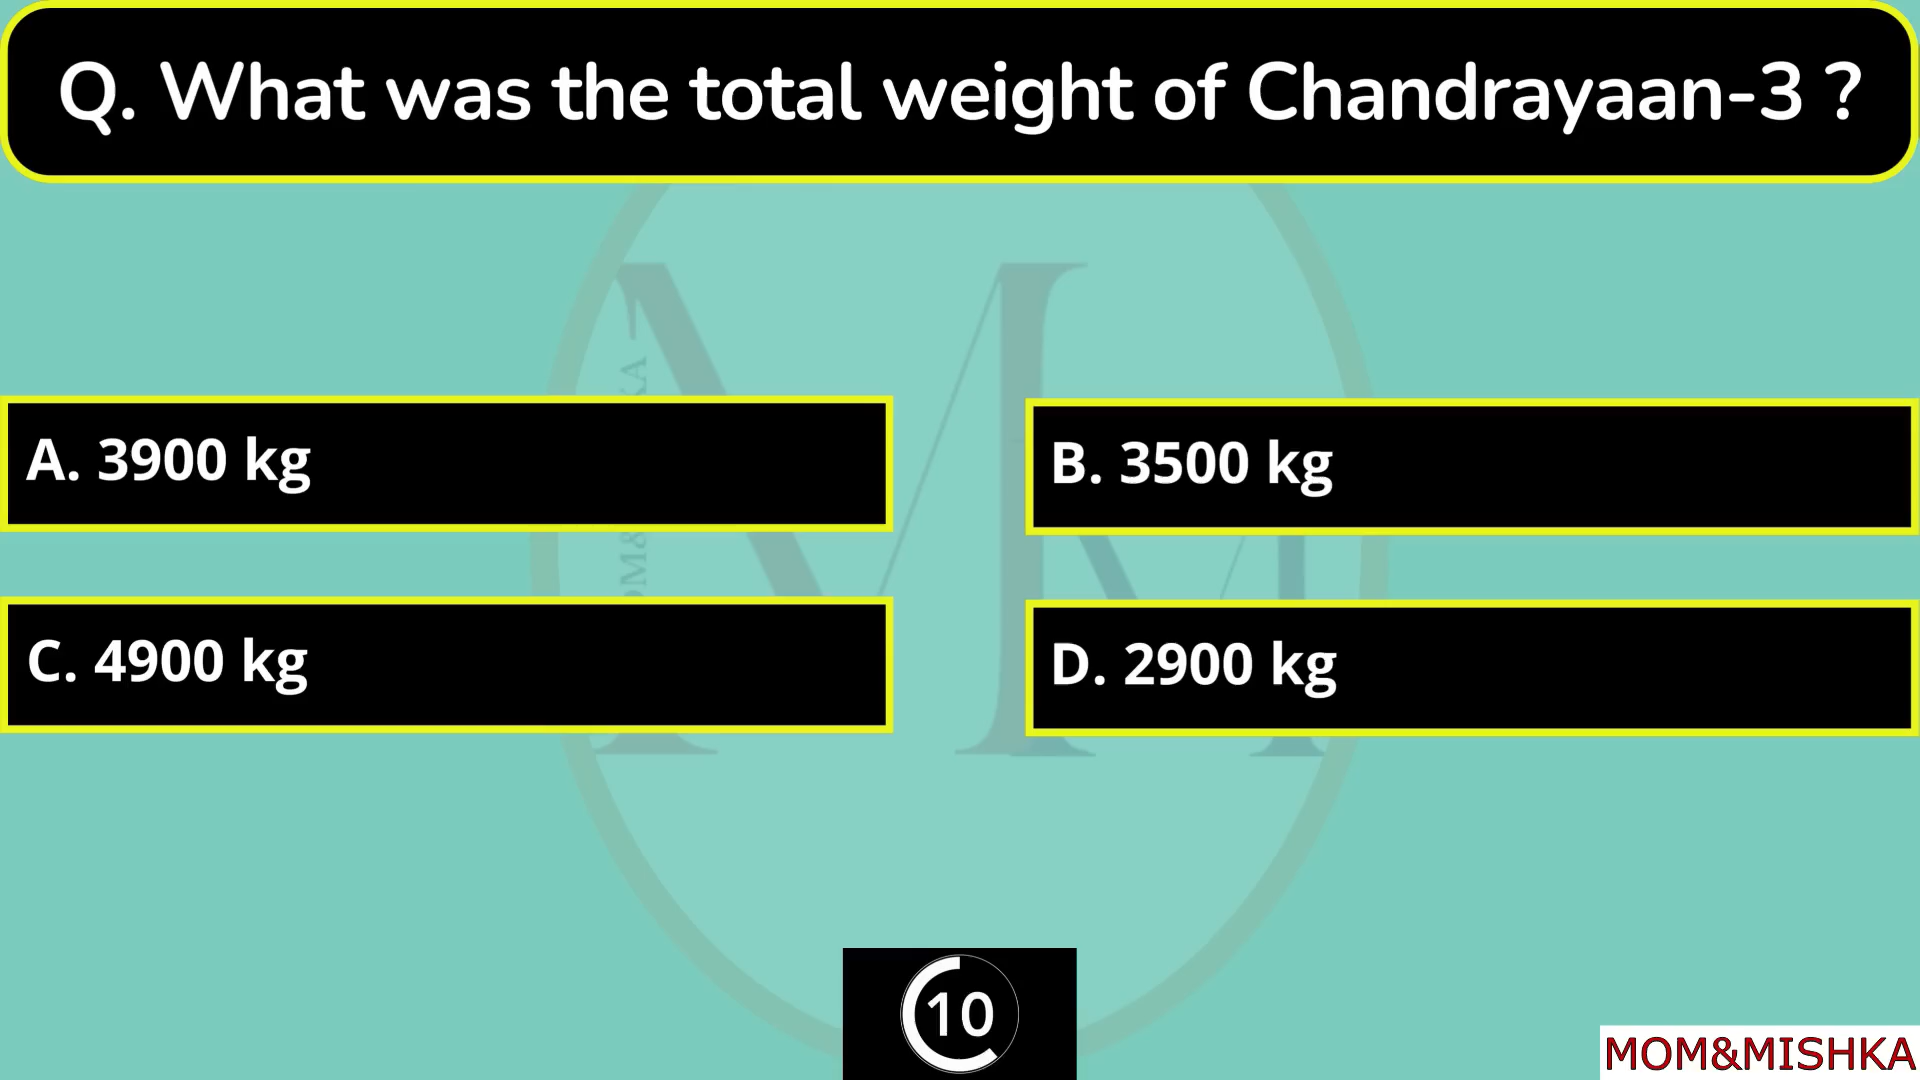 Q. What was the total weight of Chandrayaan-3 ?
A. 3900 kg
B. 3500 kg
C. 4900 kg
D. 2900 kg
10
MOM&MISHKA